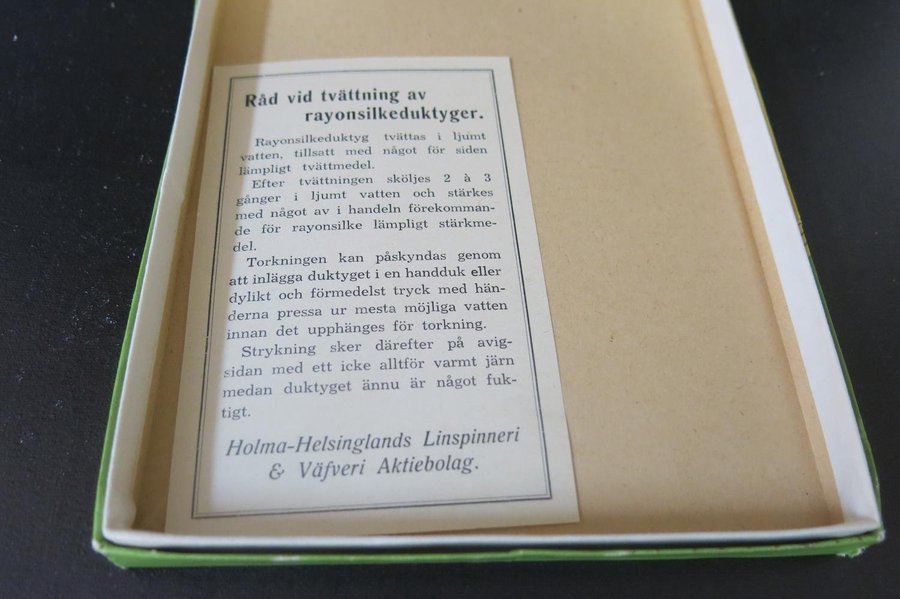 Råd vid tvättning av
rayonsilkeduktyger.
Rayonsilkeduktyg tvättas i ljumt
vatten, tillsatt med något för siden
lämpligt tvättmedel.
Efter tvättningen sköljes 2 à 3
gånger i ljumt vatten och stärkes
med något av i handeln förekomman-
de för rayonsilke lämpligt stärkme-
del.
Torkningen kan påskyndas genom
att inlägga duktyget i en handduk eller
dylikt och förmedelst tryck med hän-
derna pressa ur mesta möjliga vatten
innan det upphänges för torkning.
Strykning sker därefter på avig-
sidan med ett icke alltför varmt järn
medan duktyget ännu är något fuk-
tigt.
Holma-Helsinglands Linspinneri
& Väfveri Aktiebolag.